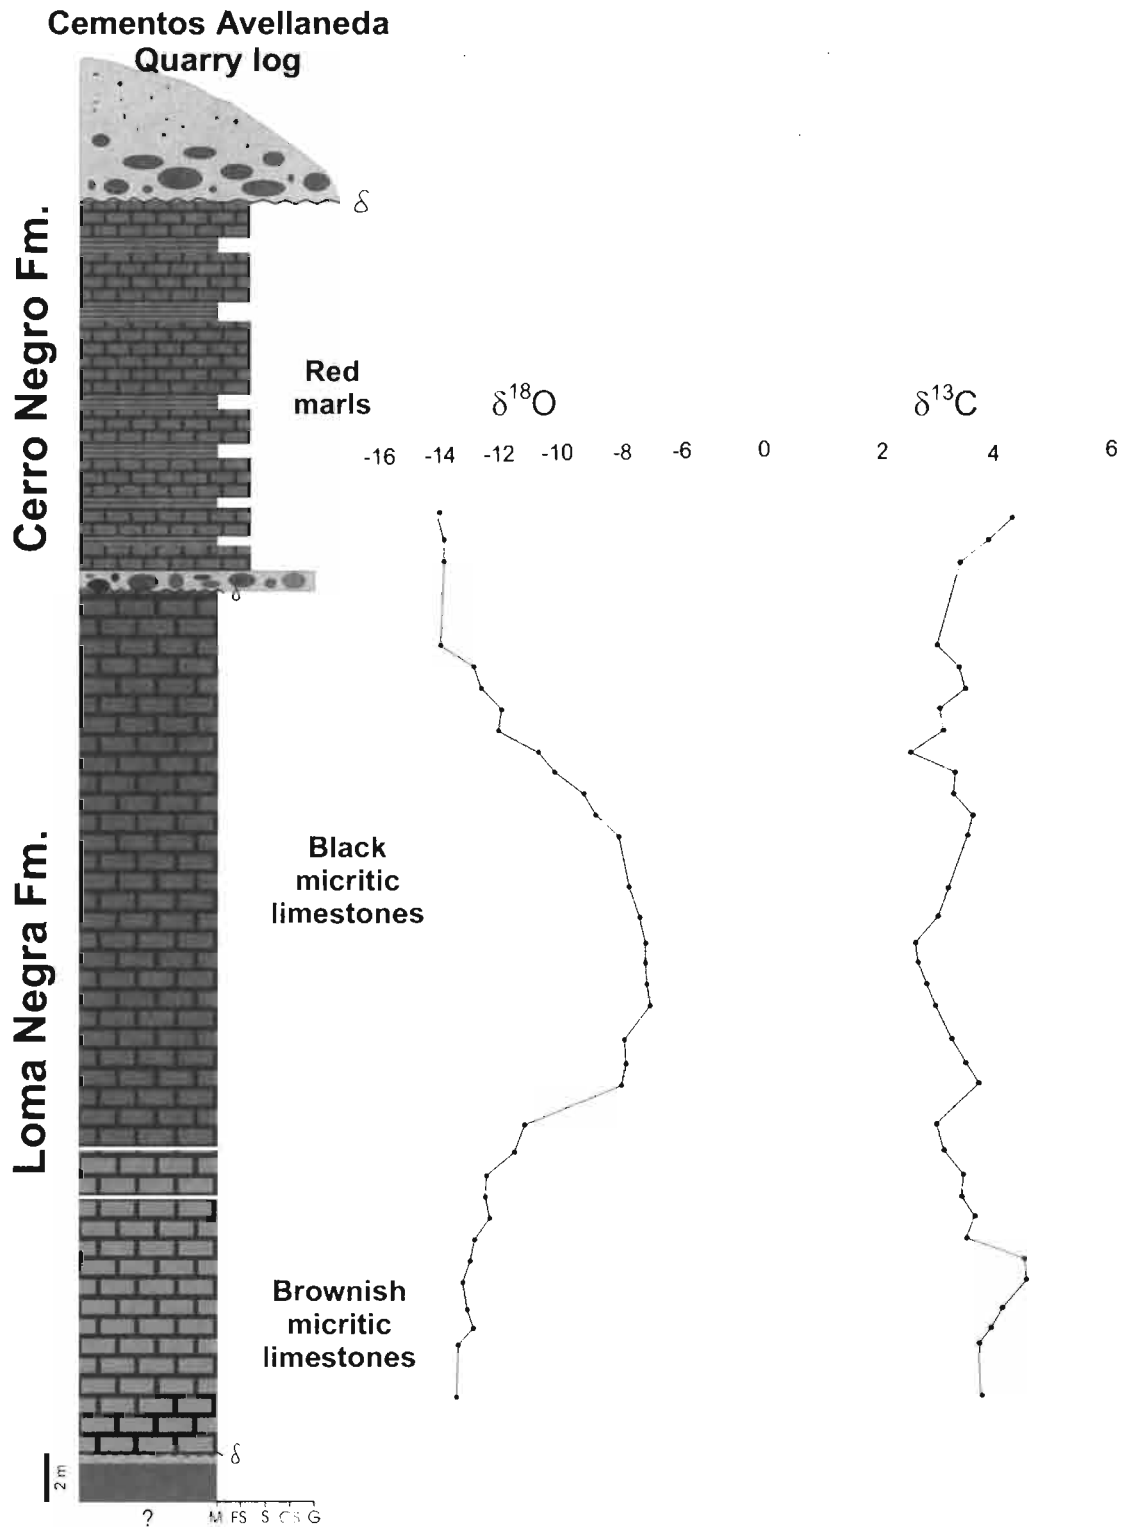 Cementos Avellaneda
Quarry log
δ
Cerro Negro Fm.
Red
marls
δ18O
δ13C
-16 -14 -12 -10 -8 -6 0 2 4 6
δ
Loma Negra Fm.
Black
micritic
limestones
Brownish
micritic
limestones
δ
2 m
? M FS S CS G